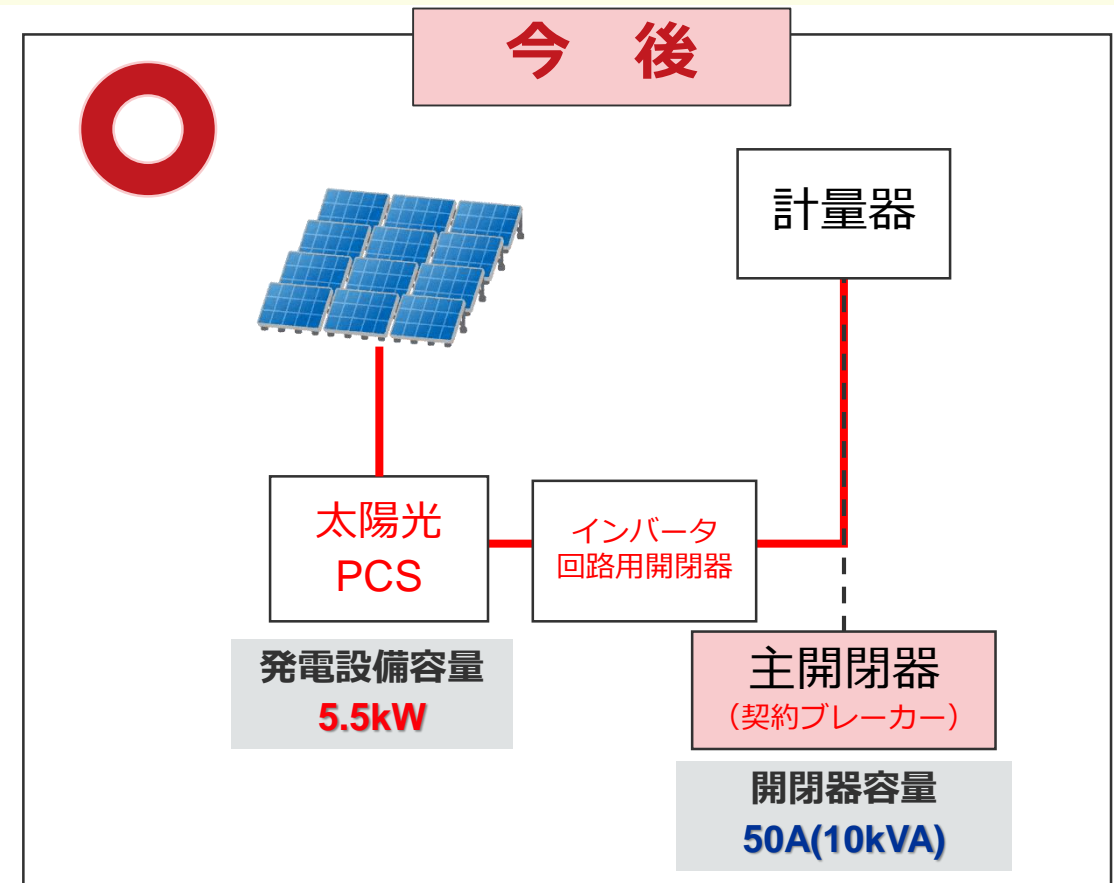 今 後
計量器
太陽光
PCS
インバータ
回路用開閉器
発電設備容量
5.5kW
主開閉器
（契約ブレーカー）
開閉器容量
50A(10kVA)